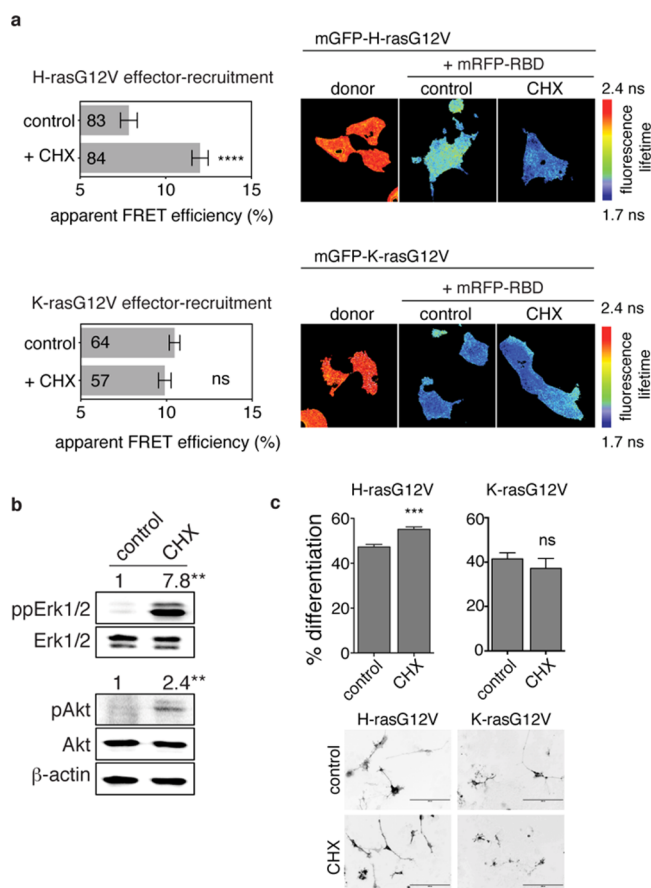 a
H-rasG12V effector-recruitment
control
83
+ CHX
84
****
5
10
15
apparent FRET efficiency (%)
mGFP-H-rasG12V
+ mRFP-RBD
donor
control
CHX
2.4 ns
fluorescence
lifetime
1.7 ns
K-rasG12V effector-recruitment
control
64
+ CHX
57
ns
5
10
15
apparent FRET efficiency (%)
mGFP-K-rasG12V
+ mRFP-RBD
donor
control
CHX
2.4 ns
fluorescence
lifetime
1.7 ns
b
control
CHX
1
7.8**
ppErk1/2
Erk1/2
1
2.4**
pAkt
Akt
β-actin
c
H-rasG12V
% differentiation
60
40
20
0
***
control
CHX
K-rasG12V
60
40
20
0
ns
control
CHX
H-rasG12V
K-rasG12V
control
CHX